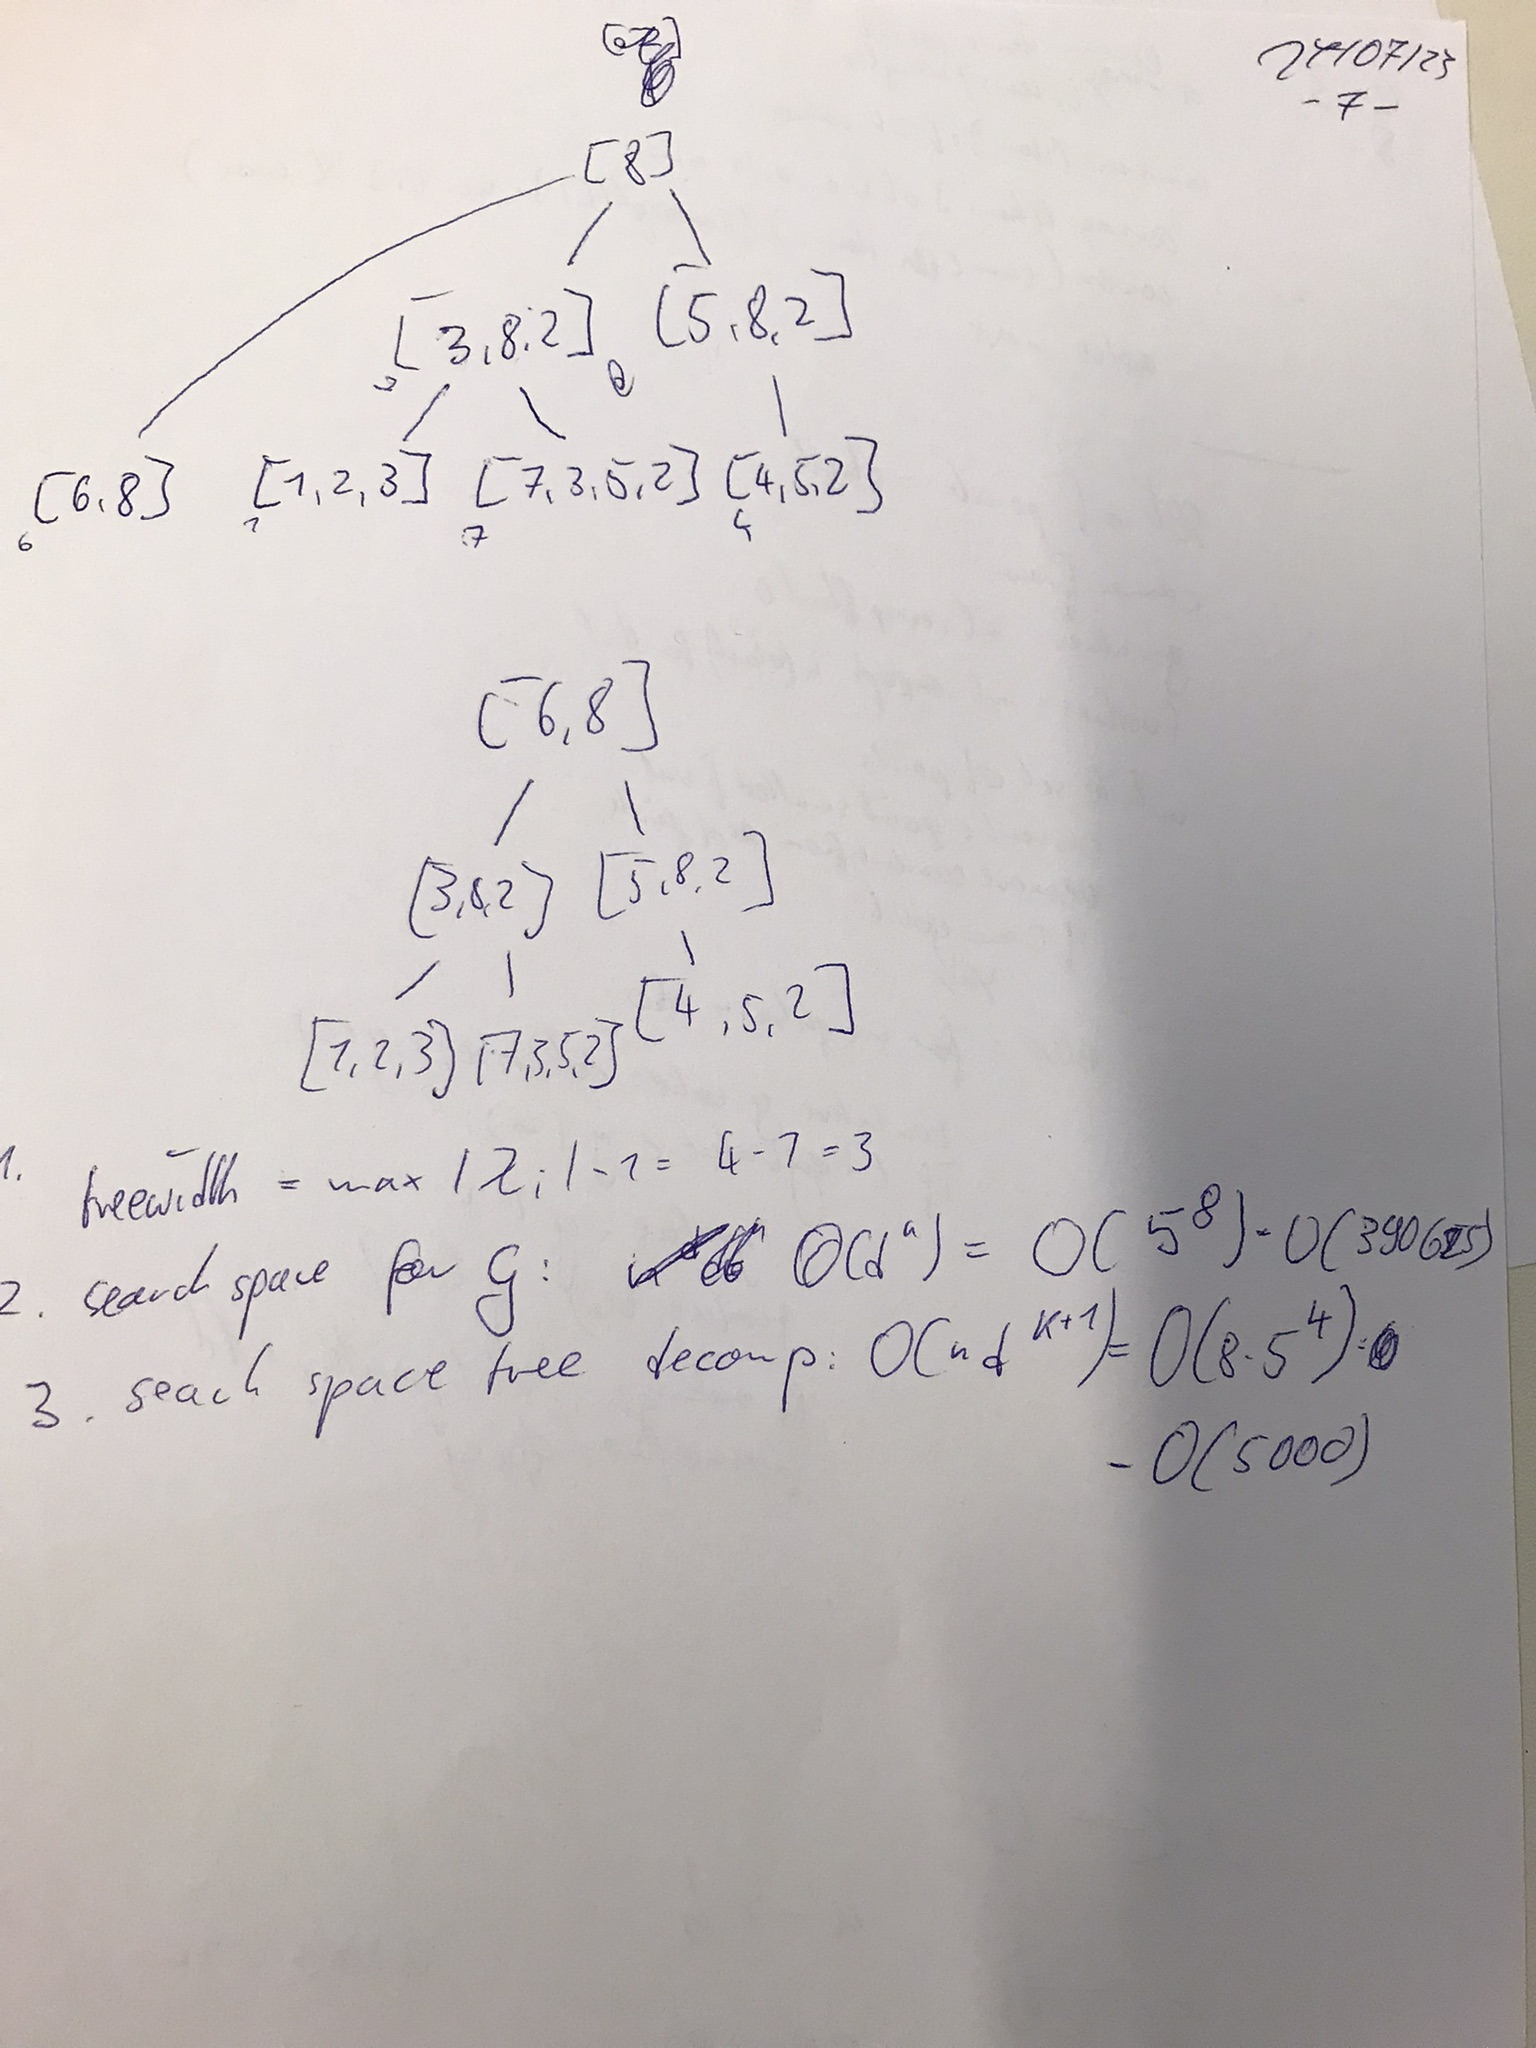 24/07/23
- 7 -
[8]
[3,8,2] [5,8,2]
[6,8] [1,2,3] [7,3,5,2] [4,5,2]
6 1 7 4
[6,8]
[3,8,2] [5,8,2]
[1,2,3] [7,3,5,2] [4,5,2]
1. treewidth = max |Zi| - 1 = 4 - 1 = 3
2. search space for G: O(d^n) = O(5^8) = O(390625)
3. seach space tree decomp: O(n d^k+1) = O(8·5^4) =
= O(5000)